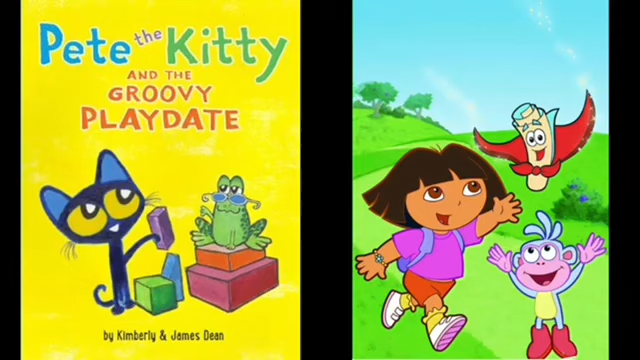 Pete the Kitty
AND THE
GROOVY
PLAYDATE
by Kimberly & James Dean